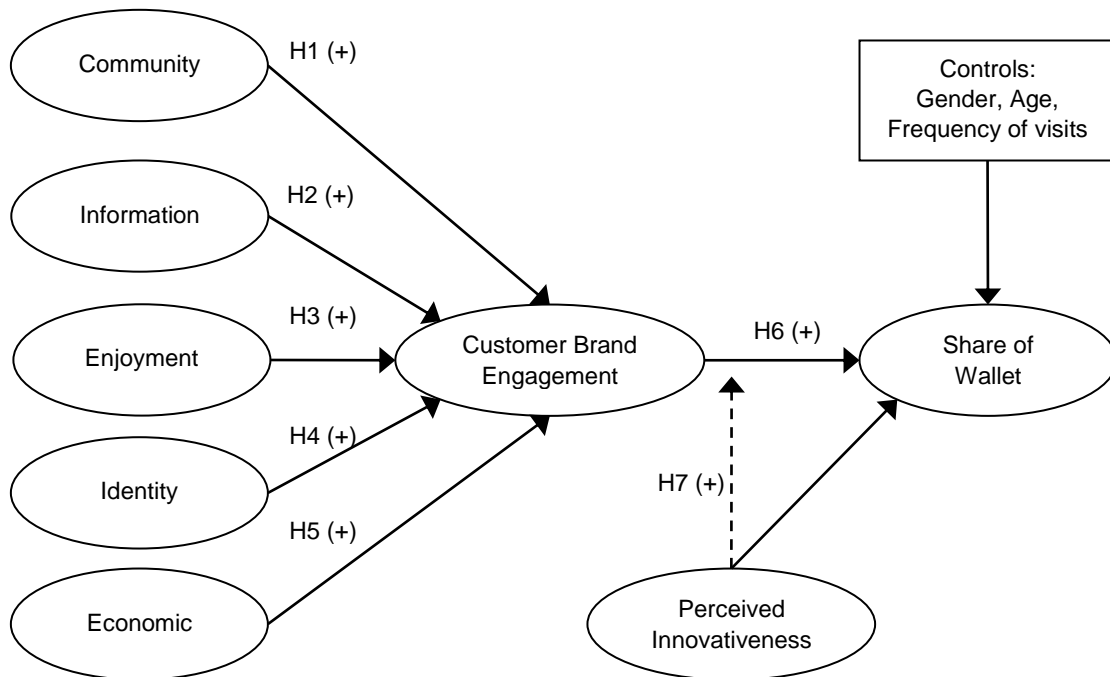 Community
H1 (+)
Controls:
Gender, Age,
Frequency of visits
Information
H2 (+)
Enjoyment
H3 (+)
Customer Brand
Engagement
H6 (+)
Share of
Wallet
Identity
H4 (+)
H7 (+)
Economic
H5 (+)
Perceived
Innovativeness